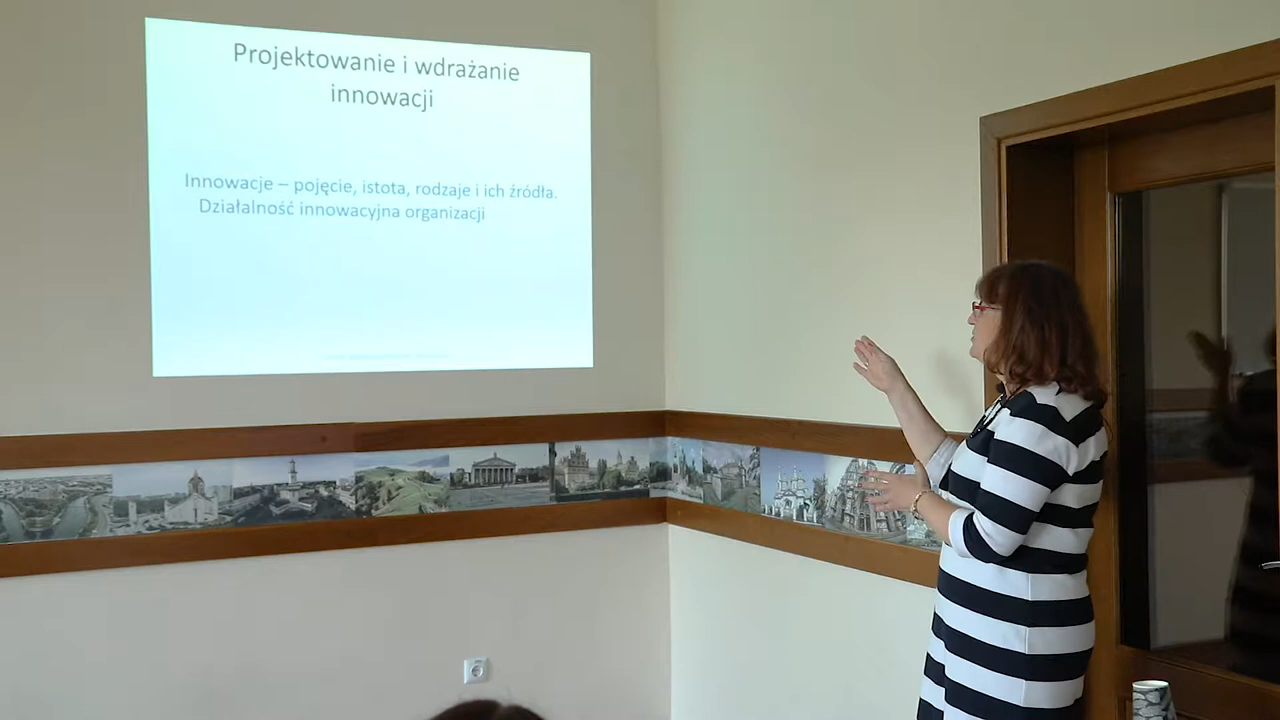 Projektowanie i wdrażanie
innowacji
Innowacje – pojęcie, istota, rodzaje i ich źródła.
Działalność innowacyjna organizacji